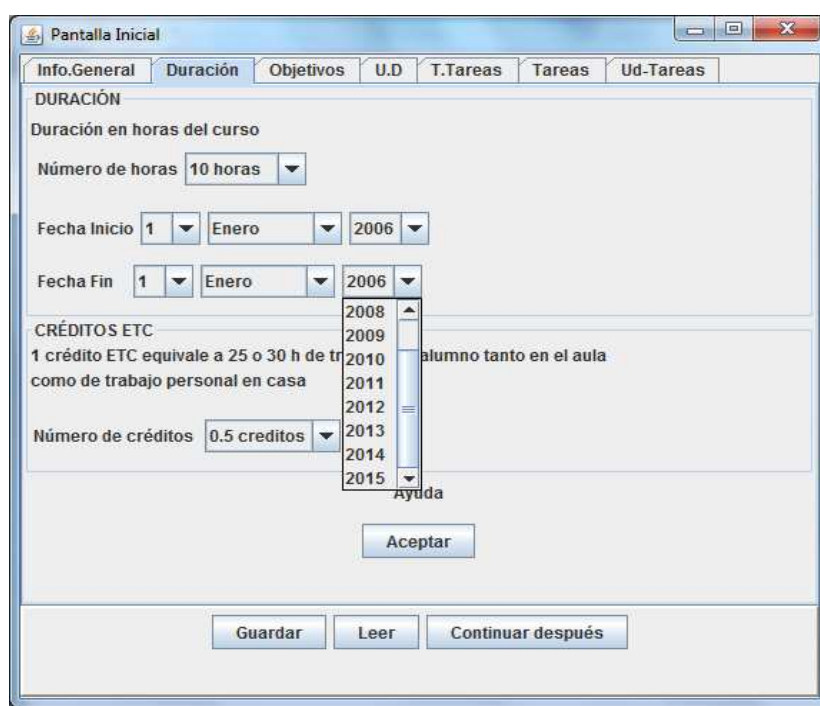 Pantalla Inicial
Info.General Duración Objetivos U.D T.Tareas Tareas Ud-Tareas
DURACIÓN
Duración en horas del curso
Número de horas 10 horas
Fecha Inicio 1 Enero 2006
Fecha Fin 1 Enero 2006
2008
2009
2010
2011
2012
2013
2014
2015
CRÉDITOS ETC
1 crédito ETC equivale a 25 o 30 h de alumno tanto en el aula
como de trabajo personal en casa
Número de créditos 0.5 creditos
Ayuda
Aceptar
Guardar Leer Continuar después